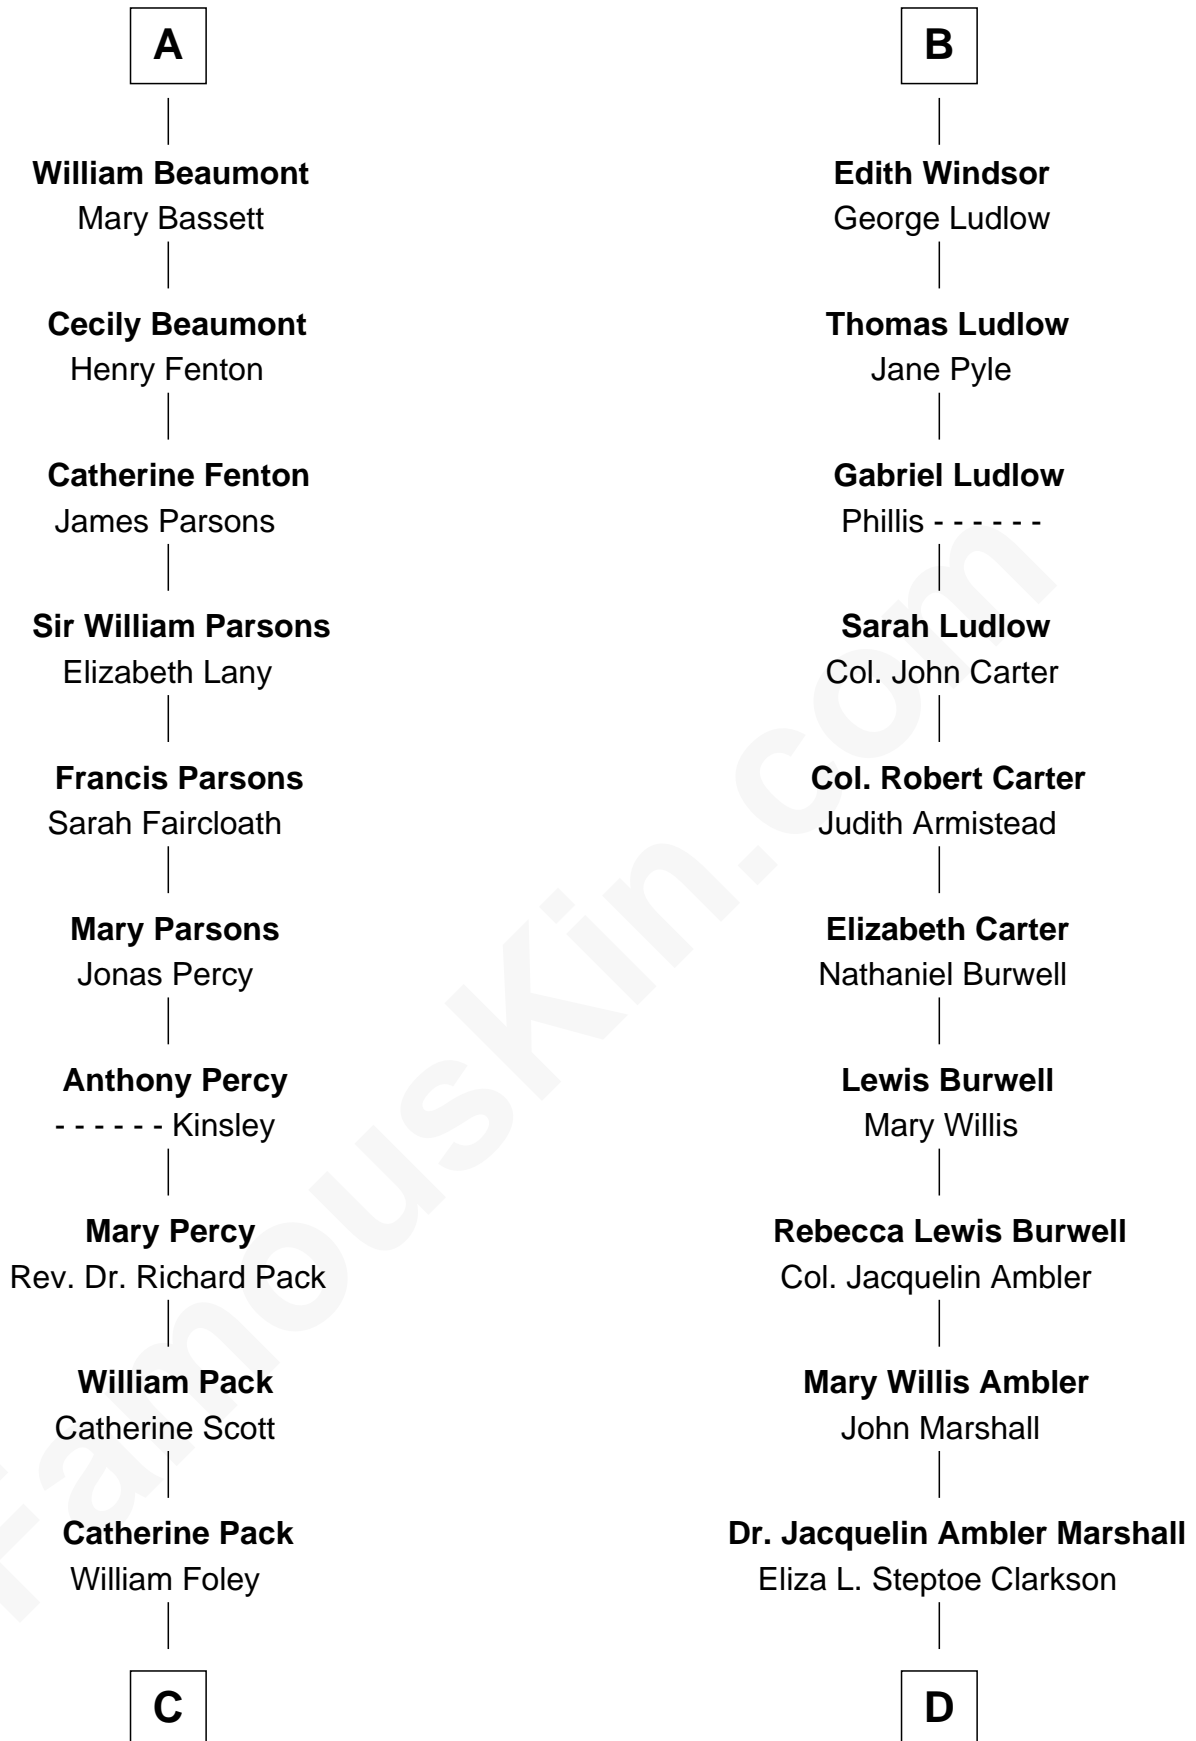 A
William Beaumont
Mary Bassett
Cecily Beaumont
Henry Fenton
Catherine Fenton
James Parsons
Sir William Parsons
Elizabeth Lany
Francis Parsons
Sarah Faircloath
Mary Parsons
Jonas Percy
Anthony Percy
- - - - - - Kinsley
Mary Percy
Rev. Dr. Richard Pack
William Pack
Catherine Scott
Catherine Pack
William Foley
C
B
Edith Windsor
George Ludlow
Thomas Ludlow
Jane Pyle
Gabriel Ludlow
Phillis - - - - - -
Sarah Ludlow
Col. John Carter
Col. Robert Carter
Judith Armistead
Elizabeth Carter
Nathaniel Burwell
Lewis Burwell
Mary Willis
Rebecca Lewis Burwell
Col. Jacquelin Ambler
Mary Willis Ambler
John Marshall
Dr. Jacquelin Ambler Marshall
Eliza L. Steptoe Clarkson
D
FamousKin.com